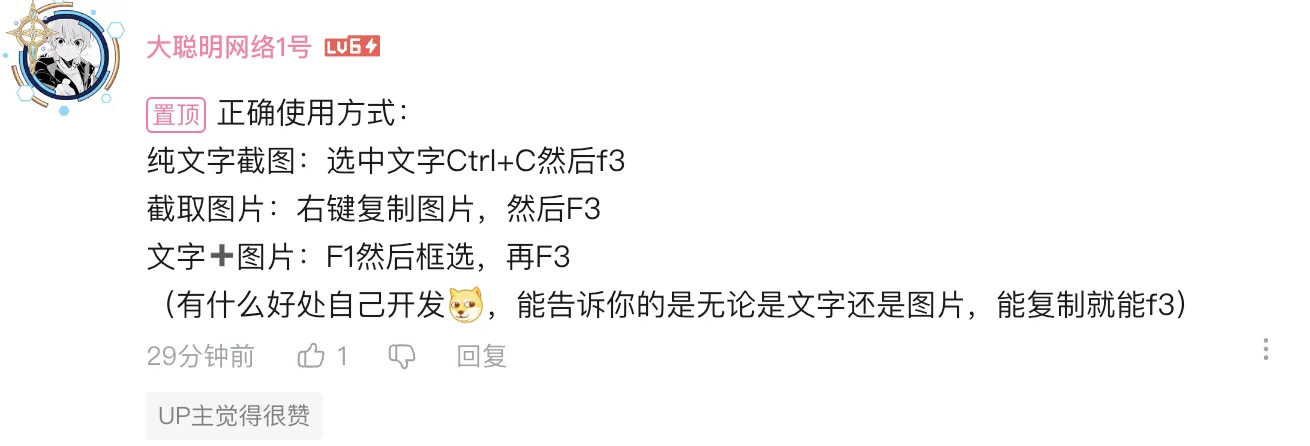 大聪明网络1号 LV6
置顶 正确使用方式：
纯文字截图：选中文字Ctrl+C然后f3
截取图片：右键复制图片，然后F3
文字➕图片：F1然后框选，再F3
（有什么好处自己开发，能告诉你的是无论是文字还是图片，能复制就能f3）
29分钟前 1 回复
UP主觉得很赞